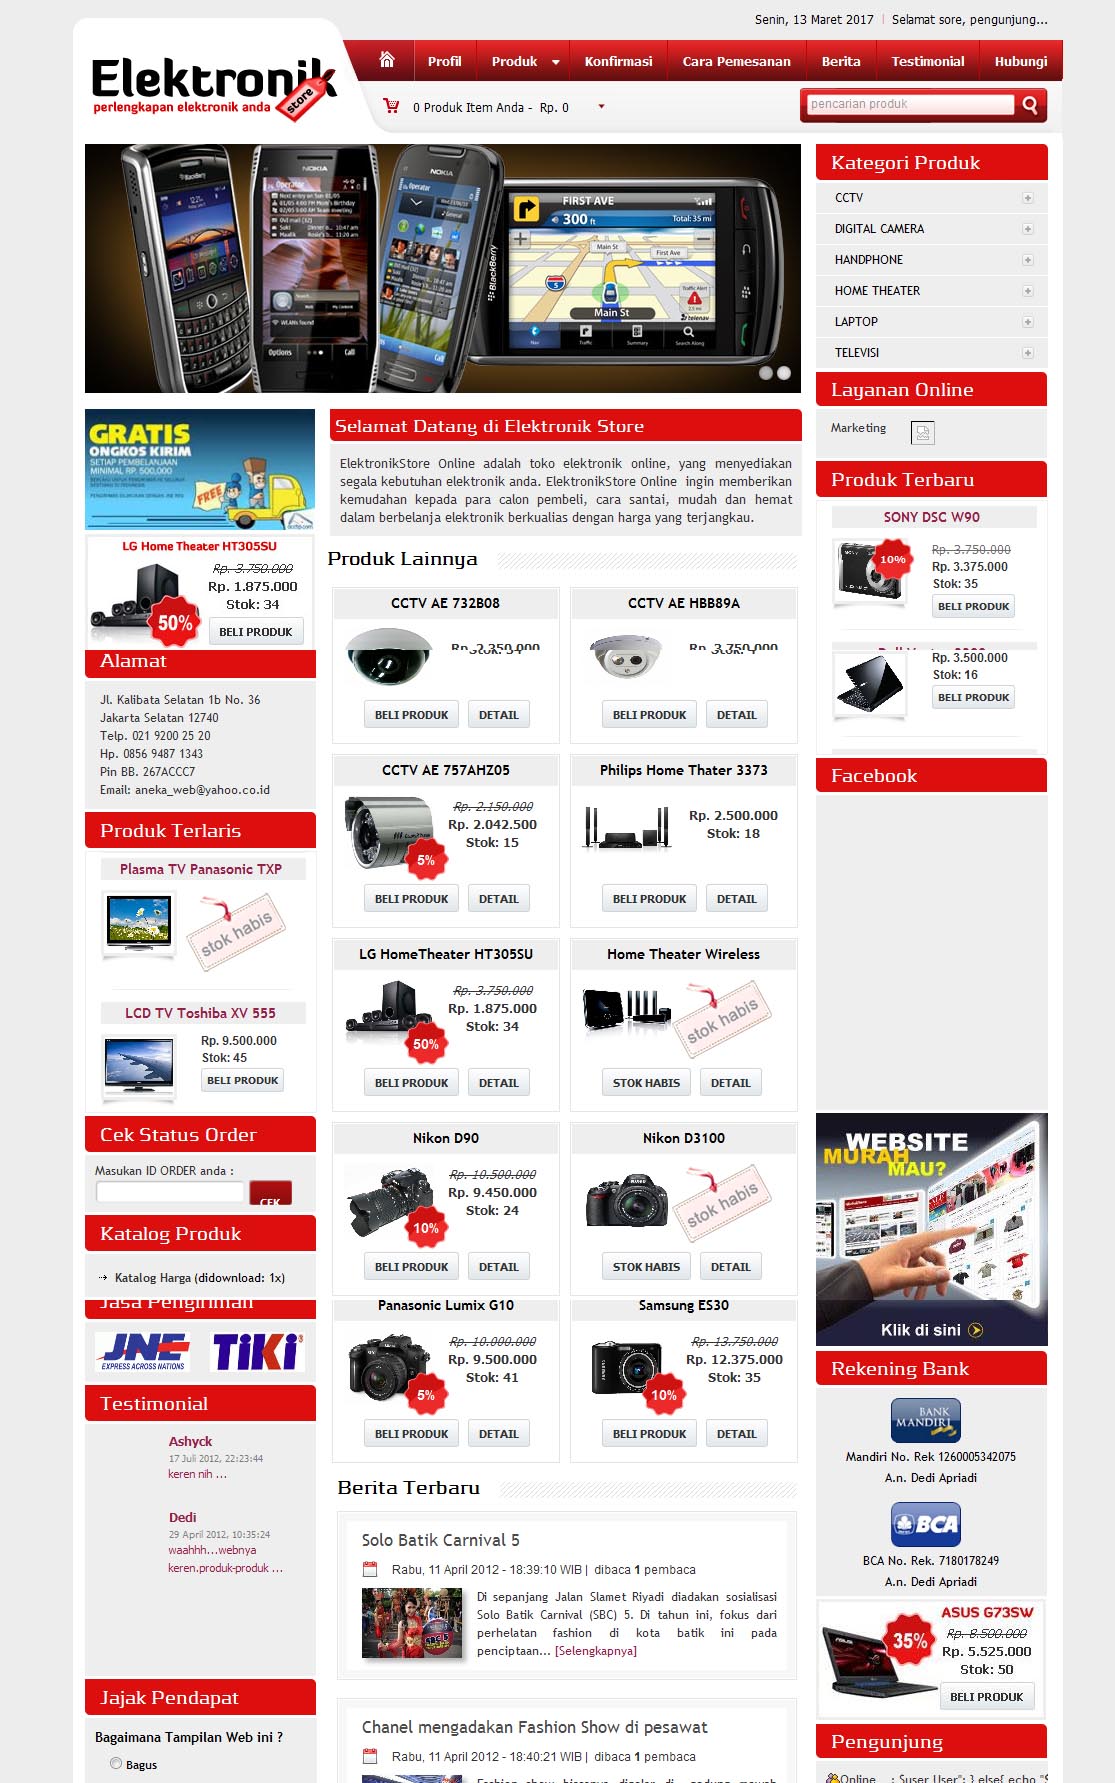 Senin, 13 Maret 2017 | Selamat sore, pengunjung...
Elektronik
store
perlengkapan elektronik anda
Profil
Produk
Konfirmasi
Cara Pemesanan
Berita
Testimonial
Hubungi
0 Produk Item Anda - Rp. 0
pencarian produk
BlackBerry
NOKIA
Operator
Options
Call
NOKIA
Operator
BlackBerry
FIRST AVE
300 ft
Total: 35 mi
Main St
First Ave
Main St
Kategori Produk
CCTV
DIGITAL CAMERA
HANDPHONE
HOME THEATER
LAPTOP
TELEVISI
Layanan Online
Marketing
Produk Terbaru
SONY DSC W90
10%
Rp. 3.750.000
Rp. 3.375.000
Stok: 35
BELI PRODUK
Rp. 3.500.000
Stok: 16
BELI PRODUK
Facebook
GRATIS
ONGKOS KIRIM
SETIAP PEMBELANJAAN
MINIMAL RP. 500,000
FREE
LG Home Theater HT305SU
Rp. 3.750.000
Rp. 1.875.000
Stok: 34
50%
BELI PRODUK
Alamat
Jl. Kalibata Selatan 1b No. 36
Jakarta Selatan 12740
Telp. 021 9200 25 20
Hp. 0856 9487 1343
Pin BB. 267ACCC7
Email: aneka_web@yahoo.co.id
Produk Terlaris
Plasma TV Panasonic TXP
stok habis
LCD TV Toshiba XV 555
Rp. 9.500.000
Stok: 45
BELI PRODUK
Cek Status Order
Masukan ID ORDER anda :
CEK
Katalog Produk
Katalog Harga (didownload: 1x)
Jasa Pengiriman
JNE
EXPRESS ACROSS NATIONS
TIKI
Testimonial
Ashyck
17 Juli 2012, 22:23:44
keren nih ...
Dedi
29 April 2012, 10:35:24
waahhh...webnya
keren.produk-produk ...
Jajak Pendapat
Bagaimana Tampilan Web ini ?
Bagus
Selamat Datang di Elektronik Store
ElektronikStore Online adalah toko elektronik online, yang menyediakan
segala kebutuhan elektronik anda. ElektronikStore Online ingin memberikan
kemudahan kepada para calon pembeli, cara santai, mudah dan hemat
dalam berbelanja elektronik berkualias dengan harga yang terjangkau.
Produk Lainnya
CCTV AE 732B08
Rp. 2.350.000
BELI PRODUK DETAIL
CCTV AE HBB89A
Rp. 3.750.000
BELI PRODUK DETAIL
CCTV AE 757AHZ05
Rp. 2.150.000
Rp. 2.042.500
Stok: 15
5%
BELI PRODUK DETAIL
Philips Home Thater 3373
Rp. 2.500.000
Stok: 18
BELI PRODUK DETAIL
LG HomeTheater HT305SU
Rp. 3.750.000
Rp. 1.875.000
Stok: 34
50%
BELI PRODUK DETAIL
Home Theater Wireless
stok habis
STOK HABIS DETAIL
Nikon D90
Rp. 10.500.000
Rp. 9.450.000
Stok: 24
10%
BELI PRODUK DETAIL
Nikon D3100
stok habis
STOK HABIS DETAIL
Panasonic Lumix G10
Rp. 10.000.000
Rp. 9.500.000
Stok: 41
5%
BELI PRODUK DETAIL
Samsung ES30
Rp. 13.750.000
Rp. 12.375.000
Stok: 35
10%
BELI PRODUK DETAIL
Berita Terbaru
Solo Batik Carnival 5
Rabu, 11 April 2012 - 18:39:10 WIB | dibaca 1 pembaca
Di sepanjang Jalan Slamet Riyadi diadakan sosialisasi
Solo Batik Carnival (SBC) 5. Di tahun ini, fokus dari
perhelatan fashion di kota batik ini pada
penciptaan... [Selengkapnya]
Chanel mengadakan Fashion Show di pesawat
Rabu, 11 April 2012 - 18:40:21 WIB | dibaca 1 pembaca
WEBSITE
MURAH
MAU?
Klik di sini
Rekening Bank
BANK
MANDIRI
Mandiri No. Rek 1260005342075
A.n. Dedi Apriadi
BCA
BCA No. Rek. 7180178249
A.n. Dedi Apriadi
ASUS G73SW
35%
Rp. 8.500.000
Rp. 5.525.000
Stok: 50
BELI PRODUK
Pengunjung
Online : $user User"; } else{ echo "$